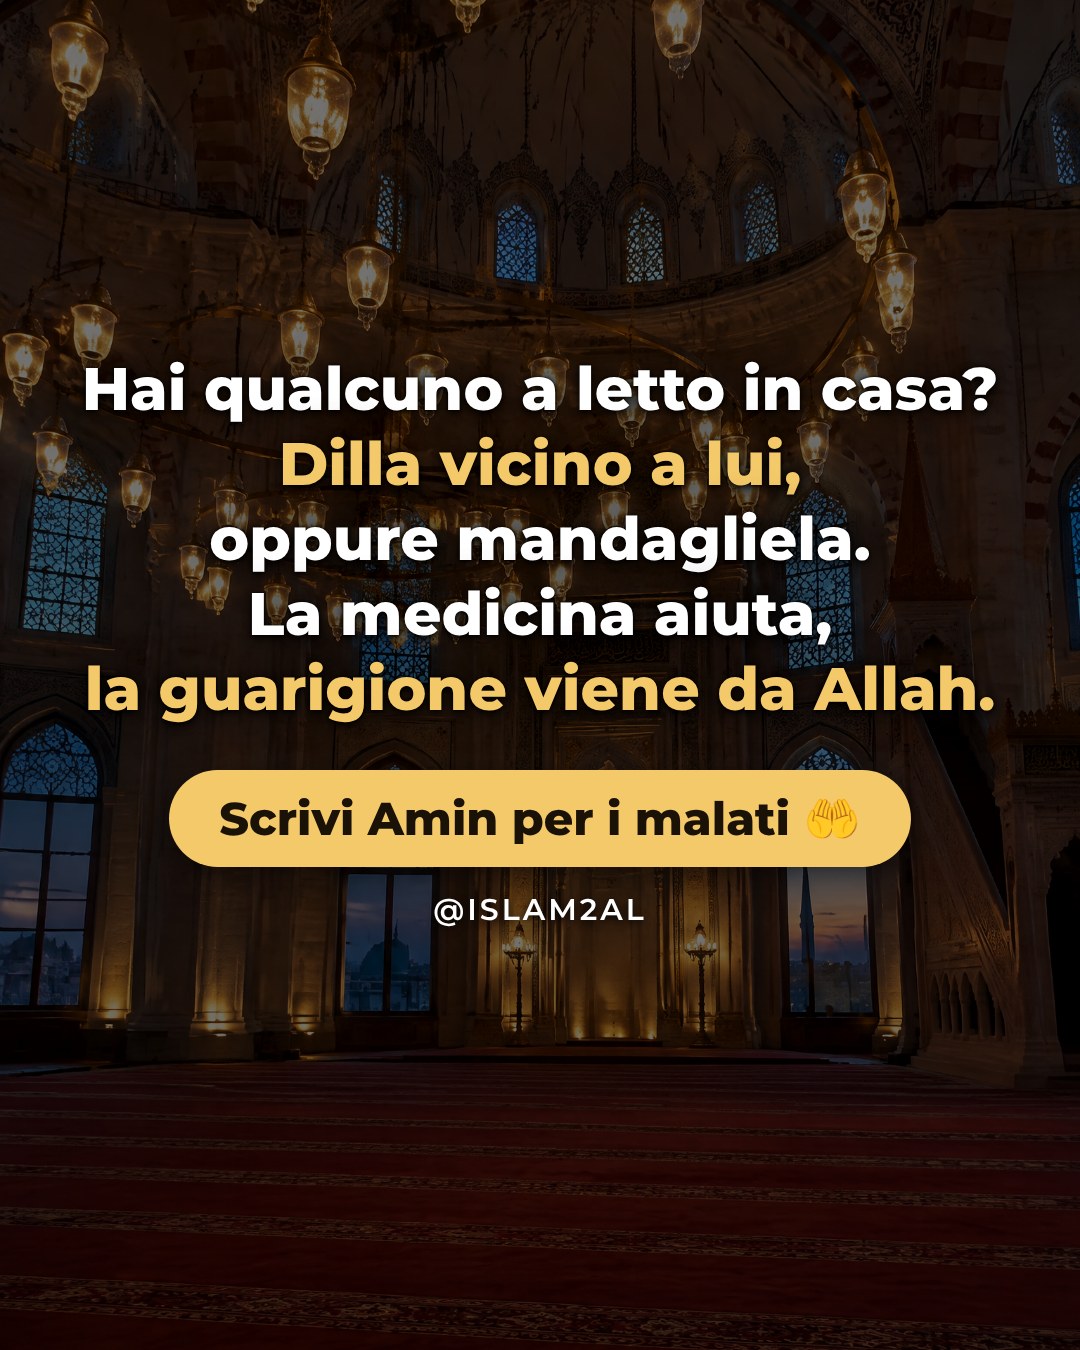 Hai qualcuno a letto in casa?
Dilla vicino a lui,
oppure mandagliela.
La medicina aiuta,
la guarigione viene da Allah.
Scrivi Amin per i malati 🤲
@ISLAM2AL